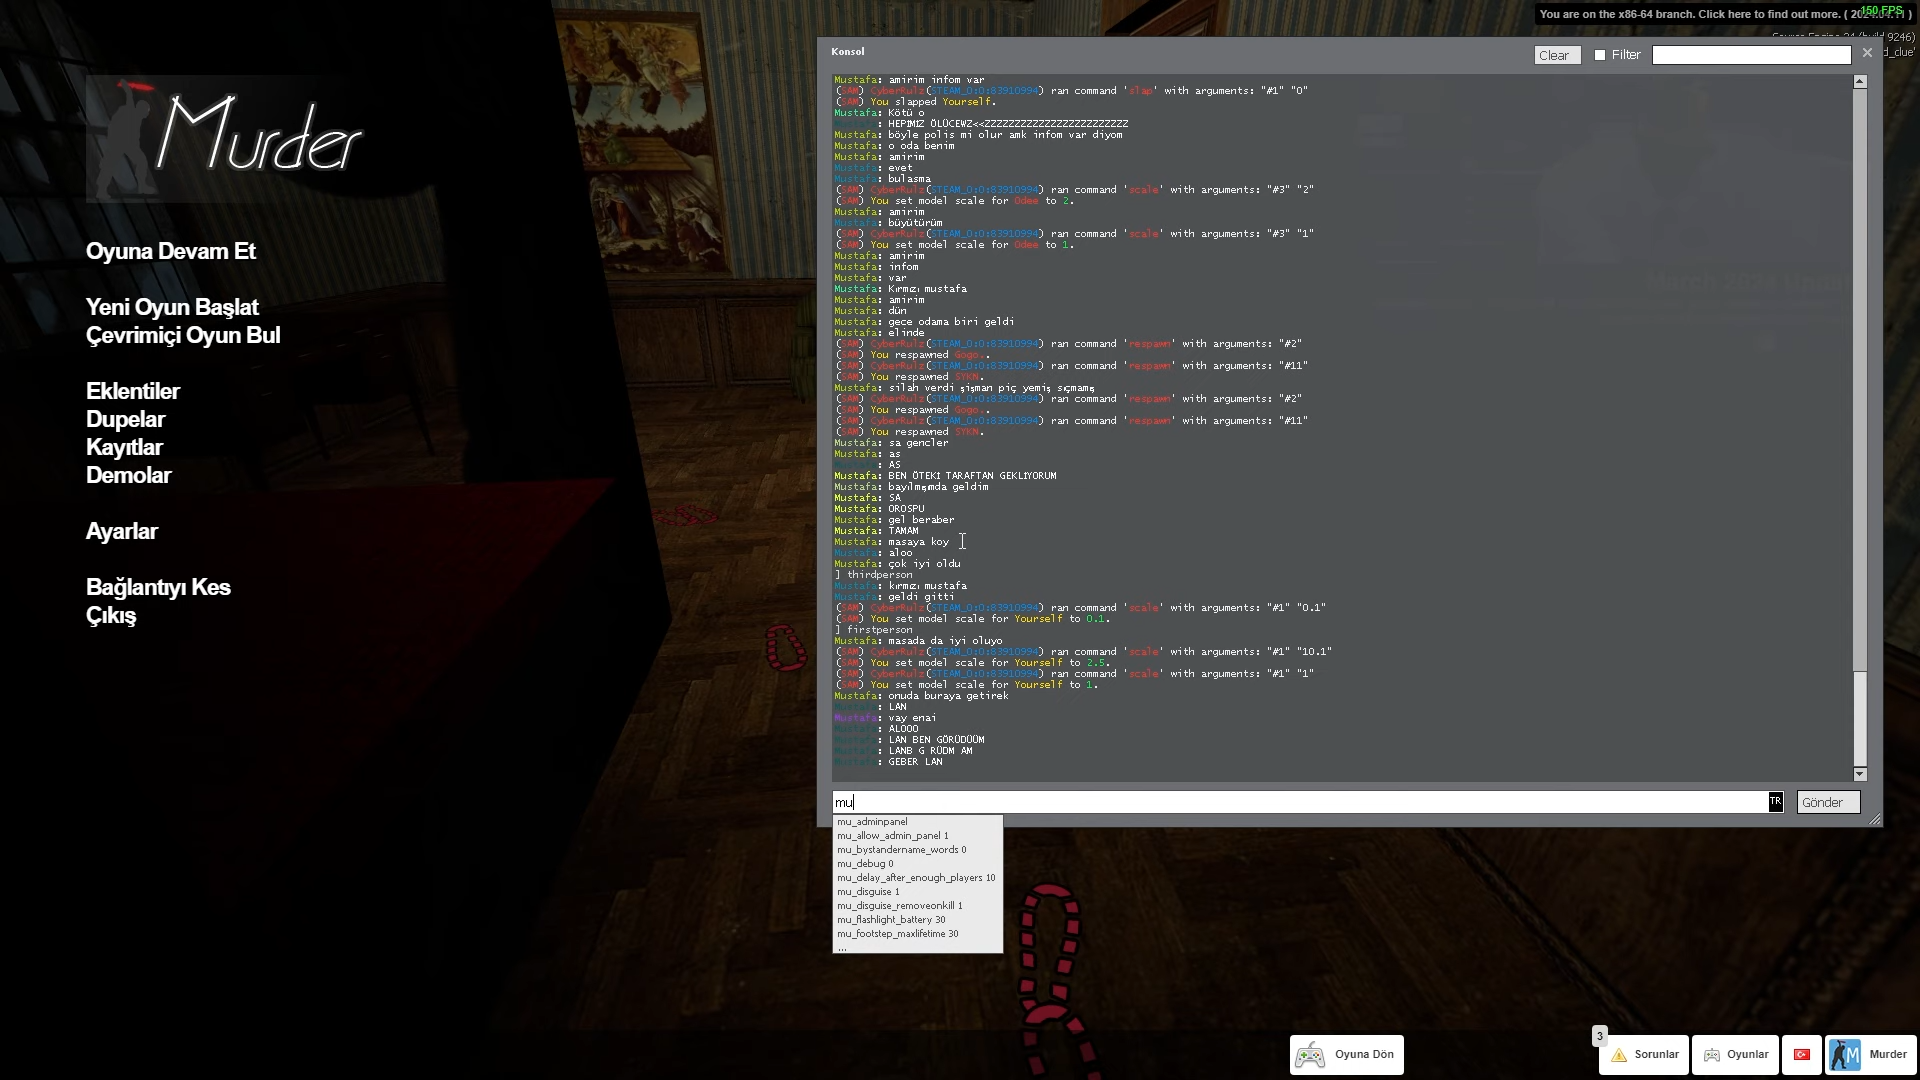 You are on the x86-64 branch. Click here to find out more.
150 FPS
Konsol
Clear
Filter
Murder
Oyuna Devam Et
Yeni Oyun Başlat
Çevrimiçi Oyun Bul
Eklentiler
Dupelar
Kayıtlar
Demolar
Ayarlar
Bağlantıyı Kes
Çıkış
Mustafa: amirim infom var
(SAM) CyberRulz(STEAM_0:0:83910994) ran command 'slap' with arguments: "#1" "0"
(SAM) You slapped Yourself.
Mustafa: Kötü o
Mustafa: HEPİMİZ ÖLÜCEWZ<<ZZZZZZZZZZZZZZZZZZZZZZZZ
Mustafa: böyle polis mi olur amk infom var diyom
Mustafa: o oda benim
Mustafa: amirim
Mustafa: evet
Mustafa: bulasma
(SAM) CyberRulz(STEAM_0:0:83910994) ran command 'scale' with arguments: "#3" "2"
(SAM) You set model scale for Odee to 2.
Mustafa: amirim
Mustafa: büyütürüm
(SAM) CyberRulz(STEAM_0:0:83910994) ran command 'scale' with arguments: "#3" "1"
(SAM) You set model scale for Odee to 1.
Mustafa: amirim
Mustafa: infom
Mustafa: var
Mustafa: Kırmızı mustafa
Mustafa: amirim
Mustafa: dün
Mustafa: gece odama biri geldi
Mustafa: elinde
(SAM) CyberRulz(STEAM_0:0:83910994) ran command 'respawn' with arguments: "#2"
(SAM) You respawned Gogo..
(SAM) CyberRulz(STEAM_0:0:83910994) ran command 'respawn' with arguments: "#11"
(SAM) You respawned SYKN.
Mustafa: silah verdi şişman piç yemiş sıçmamış
(SAM) CyberRulz(STEAM_0:0:83910994) ran command 'respawn' with arguments: "#2"
(SAM) You respawned Gogo..
(SAM) CyberRulz(STEAM_0:0:83910994) ran command 'respawn' with arguments: "#11"
(SAM) You respawned SYKN.
Mustafa: sa gencler
Mustafa: as
Mustafa: AS
Mustafa: BEN ÖTEKİ TARAFTAN GEKLİYORUM
Mustafa: bayılmışımda geldim
Mustafa: SA
Mustafa: OROSPU
Mustafa: gel beraber
Mustafa: TAMAM
Mustafa: masaya koy
Mustafa: aloo
Mustafa: çok iyi oldu
] thirdperson
Mustafa: kırmızı mustafa
Mustafa: geldi gitti
(SAM) CyberRulz(STEAM_0:0:83910994) ran command 'scale' with arguments: "#1" "0.1"
(SAM) You set model scale for Yourself to 0.1.
] firstperson
Mustafa: masada da iyi oluyo
(SAM) CyberRulz(STEAM_0:0:83910994) ran command 'scale' with arguments: "#1" "10.1"
(SAM) You set model scale for Yourself to 2.5.
(SAM) CyberRulz(STEAM_0:0:83910994) ran command 'scale' with arguments: "#1" "1"
(SAM) You set model scale for Yourself to 1.
Mustafa: onuda buraya getirek
Mustafa: LAN
Mustafa: vay enai
Mustafa: ALOOO
Mustafa: LAN BEN GÖRÜDÜÜM
Mustafa: LANB G RÜDM AM
Mustafa: GEBER LAN
mu
TR
Gönder
mu_adminpanel
mu_allow_admin_panel 1
mu_bystandername_words 0
mu_debug 0
mu_delay_after_enough_players 10
mu_disguise 1
mu_disguise_removeonkill 1
mu_flashlight_battery 30
mu_footstep_maxlifetime 30
...
Oyuna Dön
3
Sorunlar
Oyunlar
M
Murder